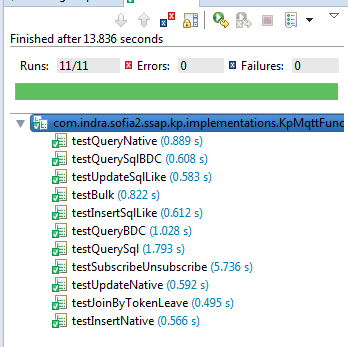 Finished after 13.836 seconds
Runs: 11/11 Errors: 0 Failures: 0
com.indra.sofia2.ssap.kp.implementations.KpMqttFunc
testQueryNative (0.889 s)
testQuerySqlBDC (0.608 s)
testUpdateSqlLike (0.583 s)
testBulk (0.822 s)
testInsertSqlLike (0.612 s)
testQueryBDC (1.028 s)
testQuerySql (1.793 s)
testSubscribeUnsubscribe (5.736 s)
testUpdateNative (0.592 s)
testJoinByTokenLeave (0.495 s)
testInsertNative (0.566 s)